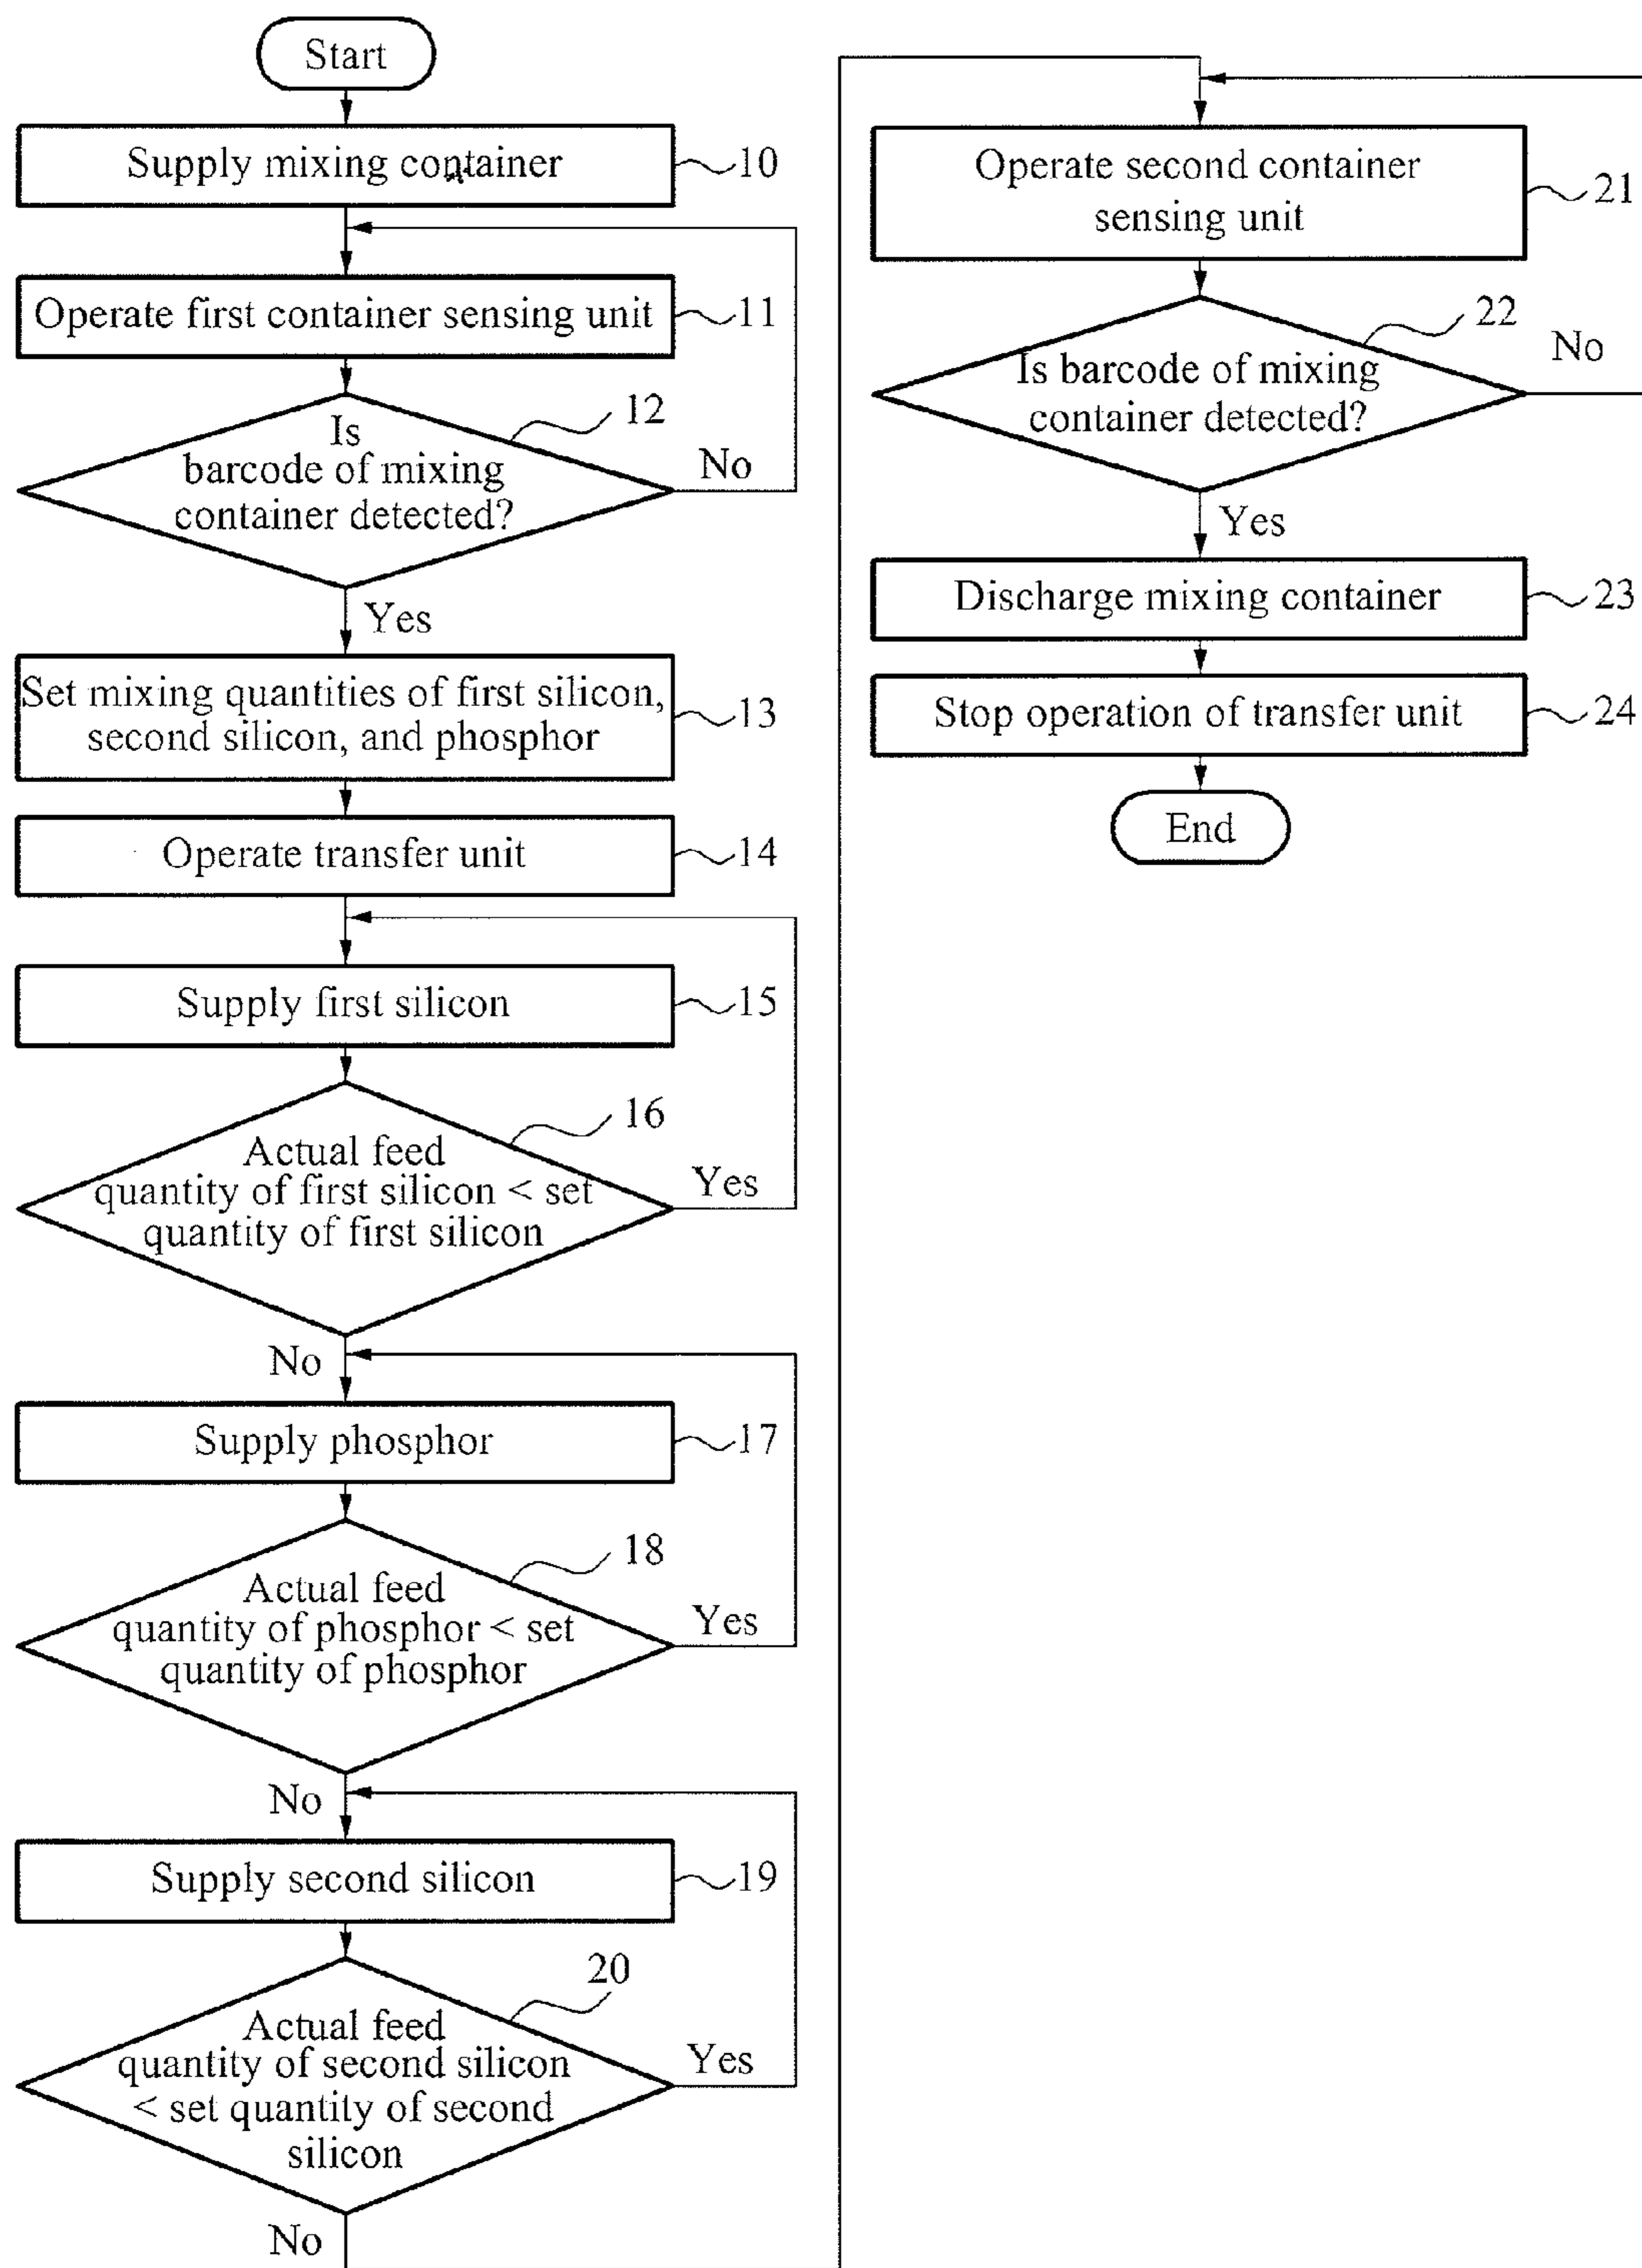 Start
Supply mixing container
10
Operate first container sensing unit
11
12
Is
barcode of mixing
container detected?
No
Yes
Set mixing quantities of first silicon,
second silicon, and phosphor
13
Operate transfer unit
14
Supply first silicon
15
16
Actual feed
quantity of first silicon < set
quantity of first silicon
Yes
No
Supply phosphor
17
18
Actual feed
quantity of phosphor < set
quantity of phosphor
Yes
No
Supply second silicon
19
20
Actual feed
quantity of second silicon
< set quantity of second
silicon
Yes
No
Operate second container
sensing unit
21
22
Is barcode of mixing
container detected?
No
Yes
Discharge mixing container
23
Stop operation of transfer unit
24
End